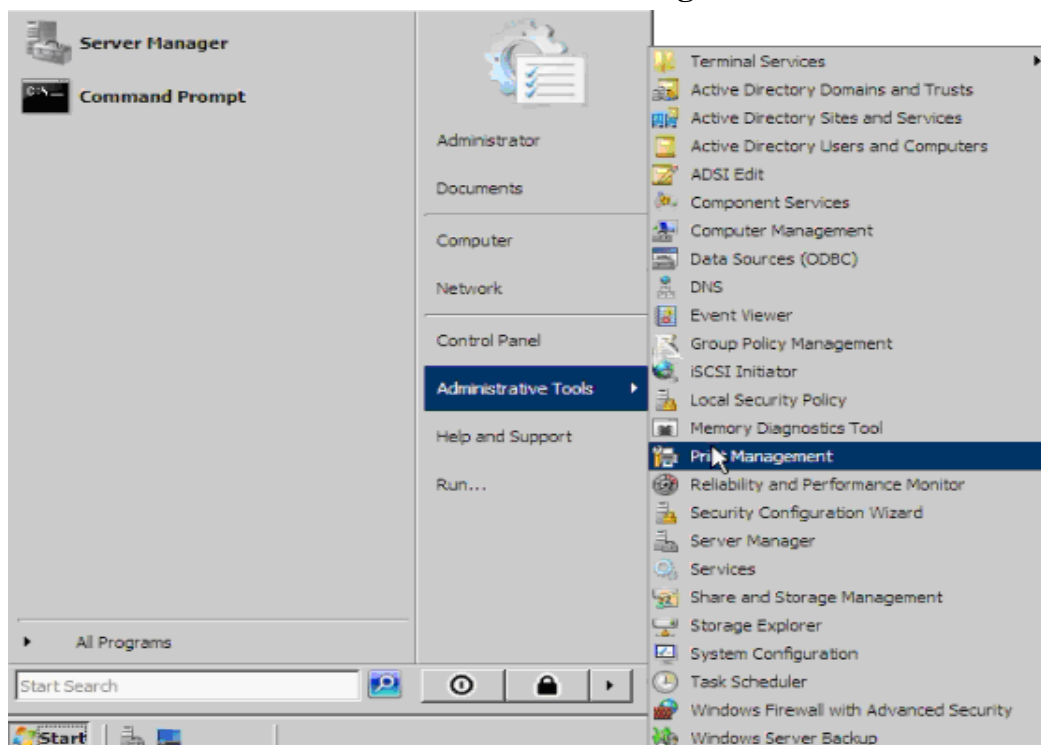 Server Manager
Command Prompt
Administrator
Documents
Computer
Network
Control Panel
Administrative Tools
Help and Support
Run...
All Programs
Start Search
Start
Terminal Services
Active Directory Domains and Trusts
Active Directory Sites and Services
Active Directory Users and Computers
ADSI Edit
Component Services
Computer Management
Data Sources (ODBC)
DNS
Event Viewer
Group Policy Management
iSCSI Initiator
Local Security Policy
Memory Diagnostics Tool
Print Management
Reliability and Performance Monitor
Security Configuration Wizard
Server Manager
Services
Share and Storage Management
Storage Explorer
System Configuration
Task Scheduler
Windows Firewall with Advanced Security
Windows Server Backup